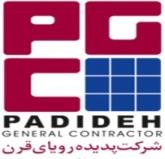 PGC
PADIDEH
GENERAL CONTRACTOR
شرکت پدیده رویای قرن